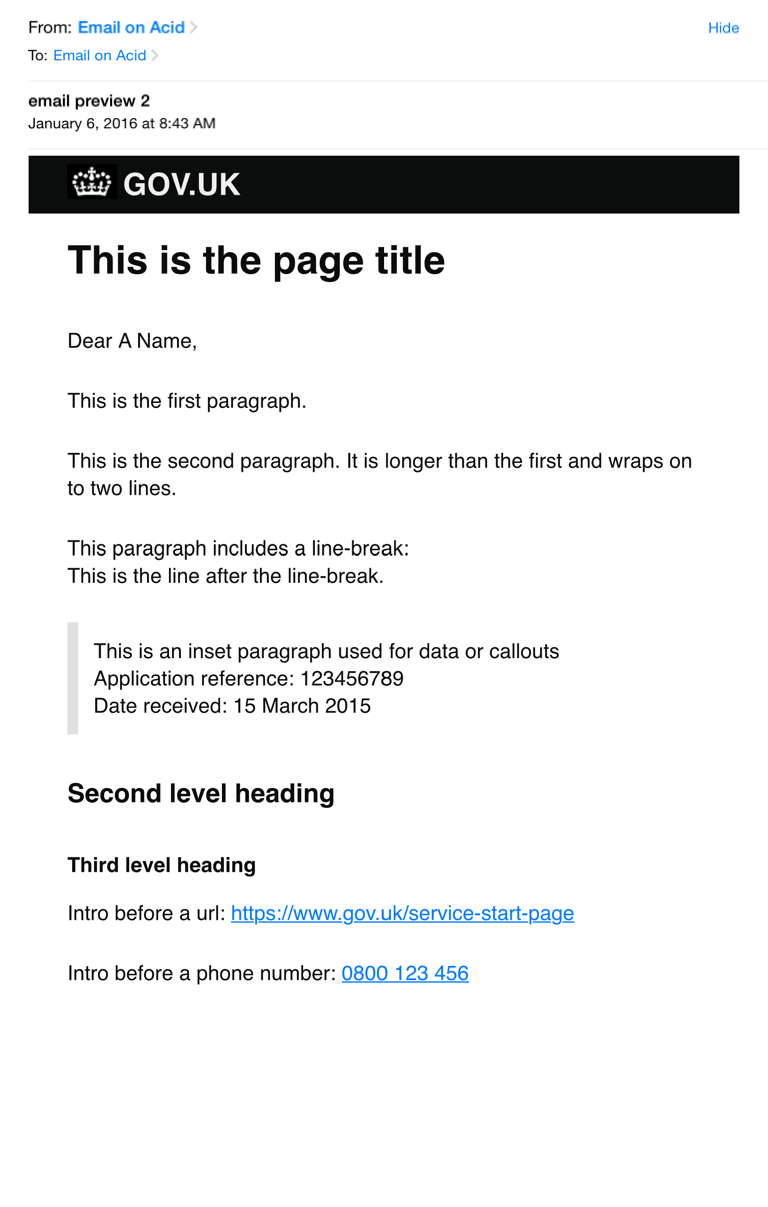 From: Email on Acid
Hide
To: Email on Acid
email preview 2
January 6, 2016 at 8:43 AM
GOV.UK
This is the page title
Dear A Name,
This is the first paragraph.
This is the second paragraph. It is longer than the first and wraps on
to two lines.
This paragraph includes a line-break:
This is the line after the line-break.
This is an inset paragraph used for data or callouts
Application reference: 123456789
Date received: 15 March 2015
Second level heading
Third level heading
Intro before a url: https://www.gov.uk/service-start-page
Intro before a phone number: 0800 123 456